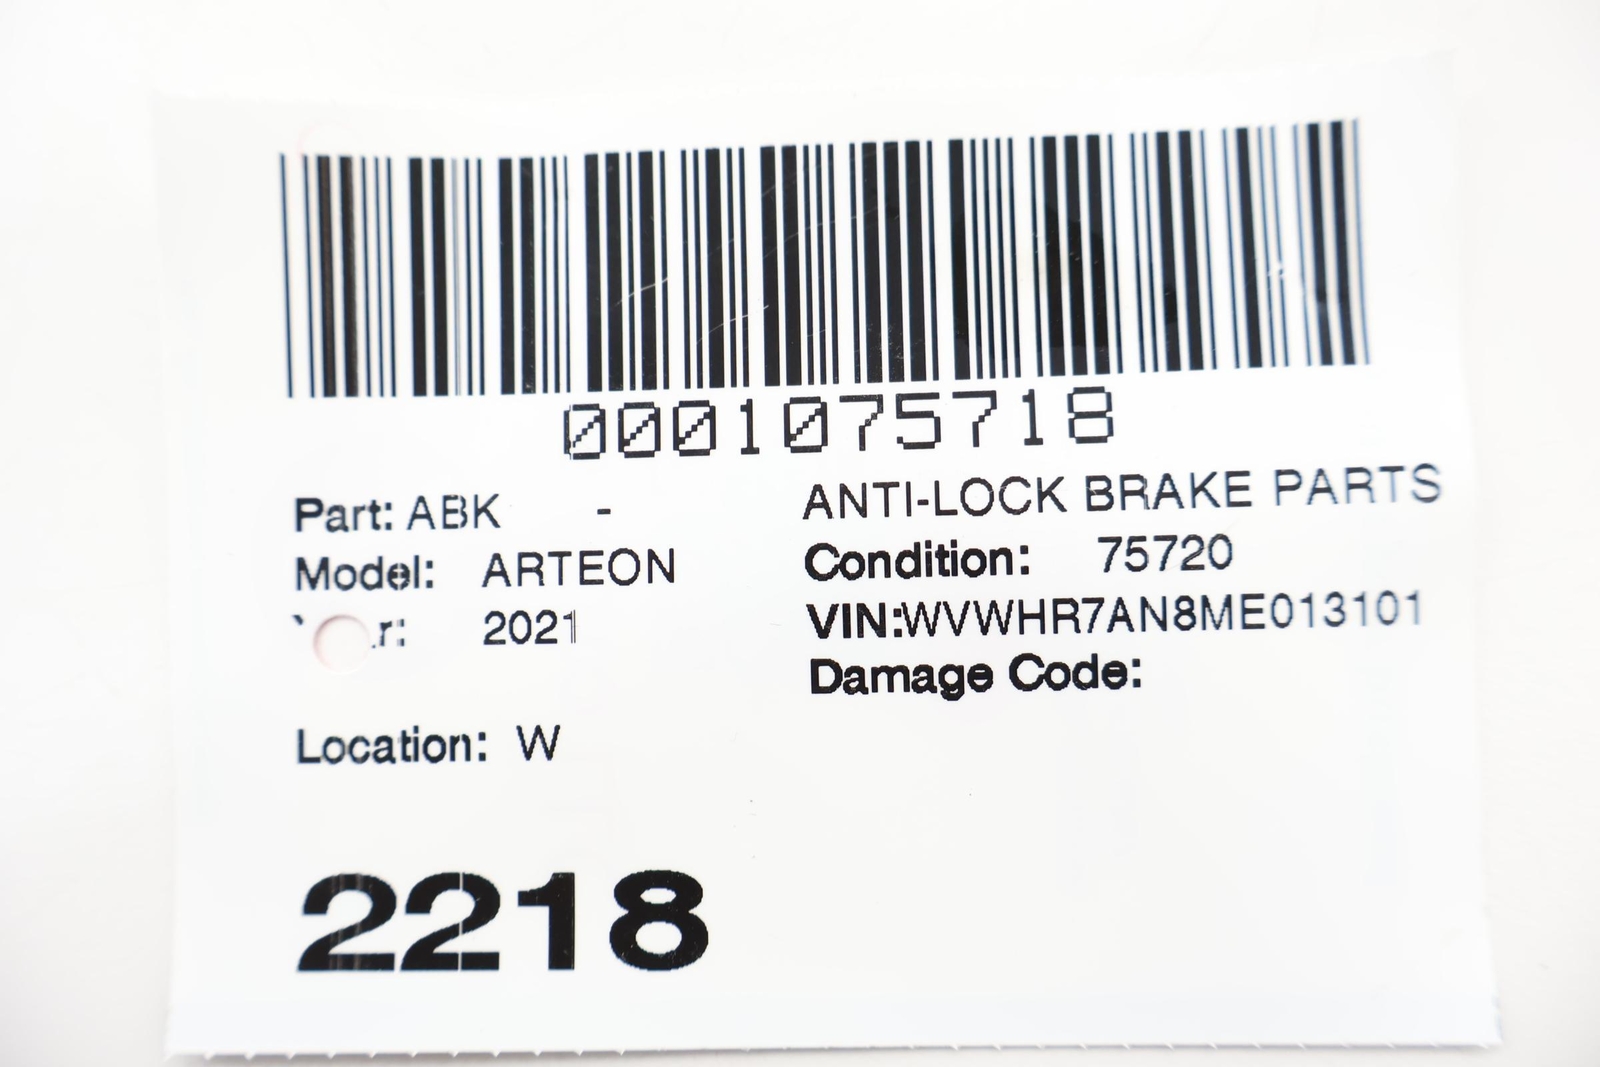 0001075718
Part: ABK - ANTI-LOCK BRAKE PARTS
Model: ARTEON Condition: 75720
2021 VIN:WVWHR7AN8ME013101
Damage Code:
Location: W
2218